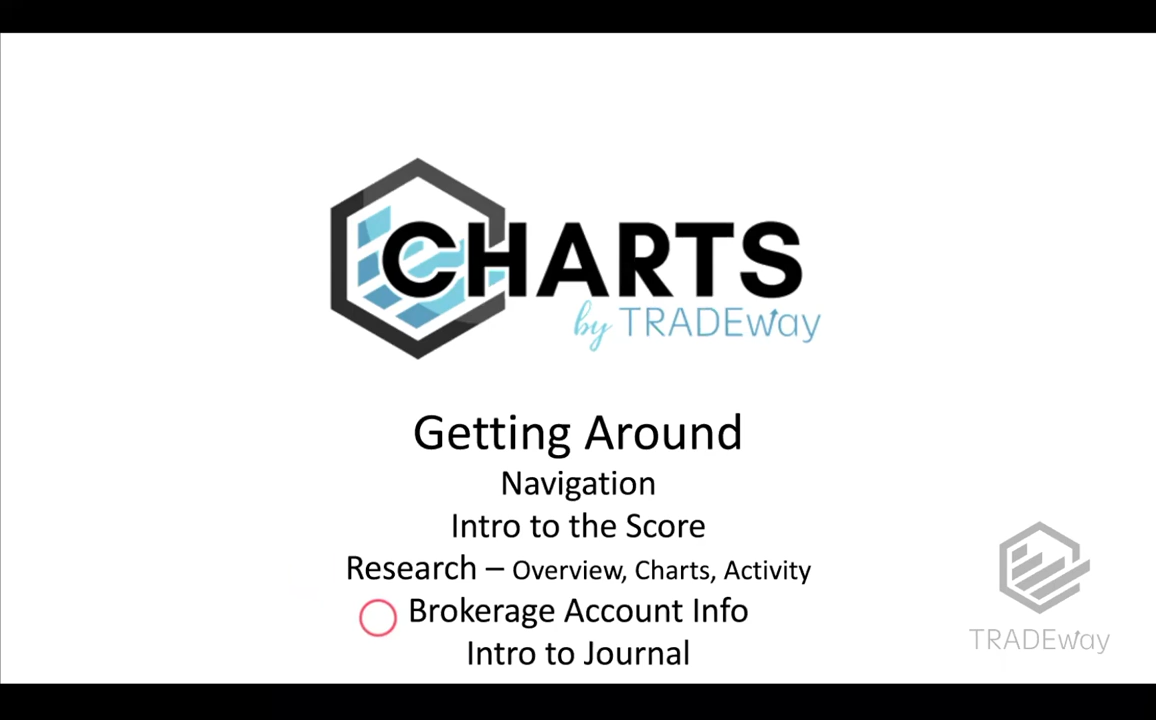 CHARTS
by TRADEway
Getting Around
Navigation
Intro to the Score
Research – Overview, Charts, Activity
Brokerage Account Info
Intro to Journal
TRADEway